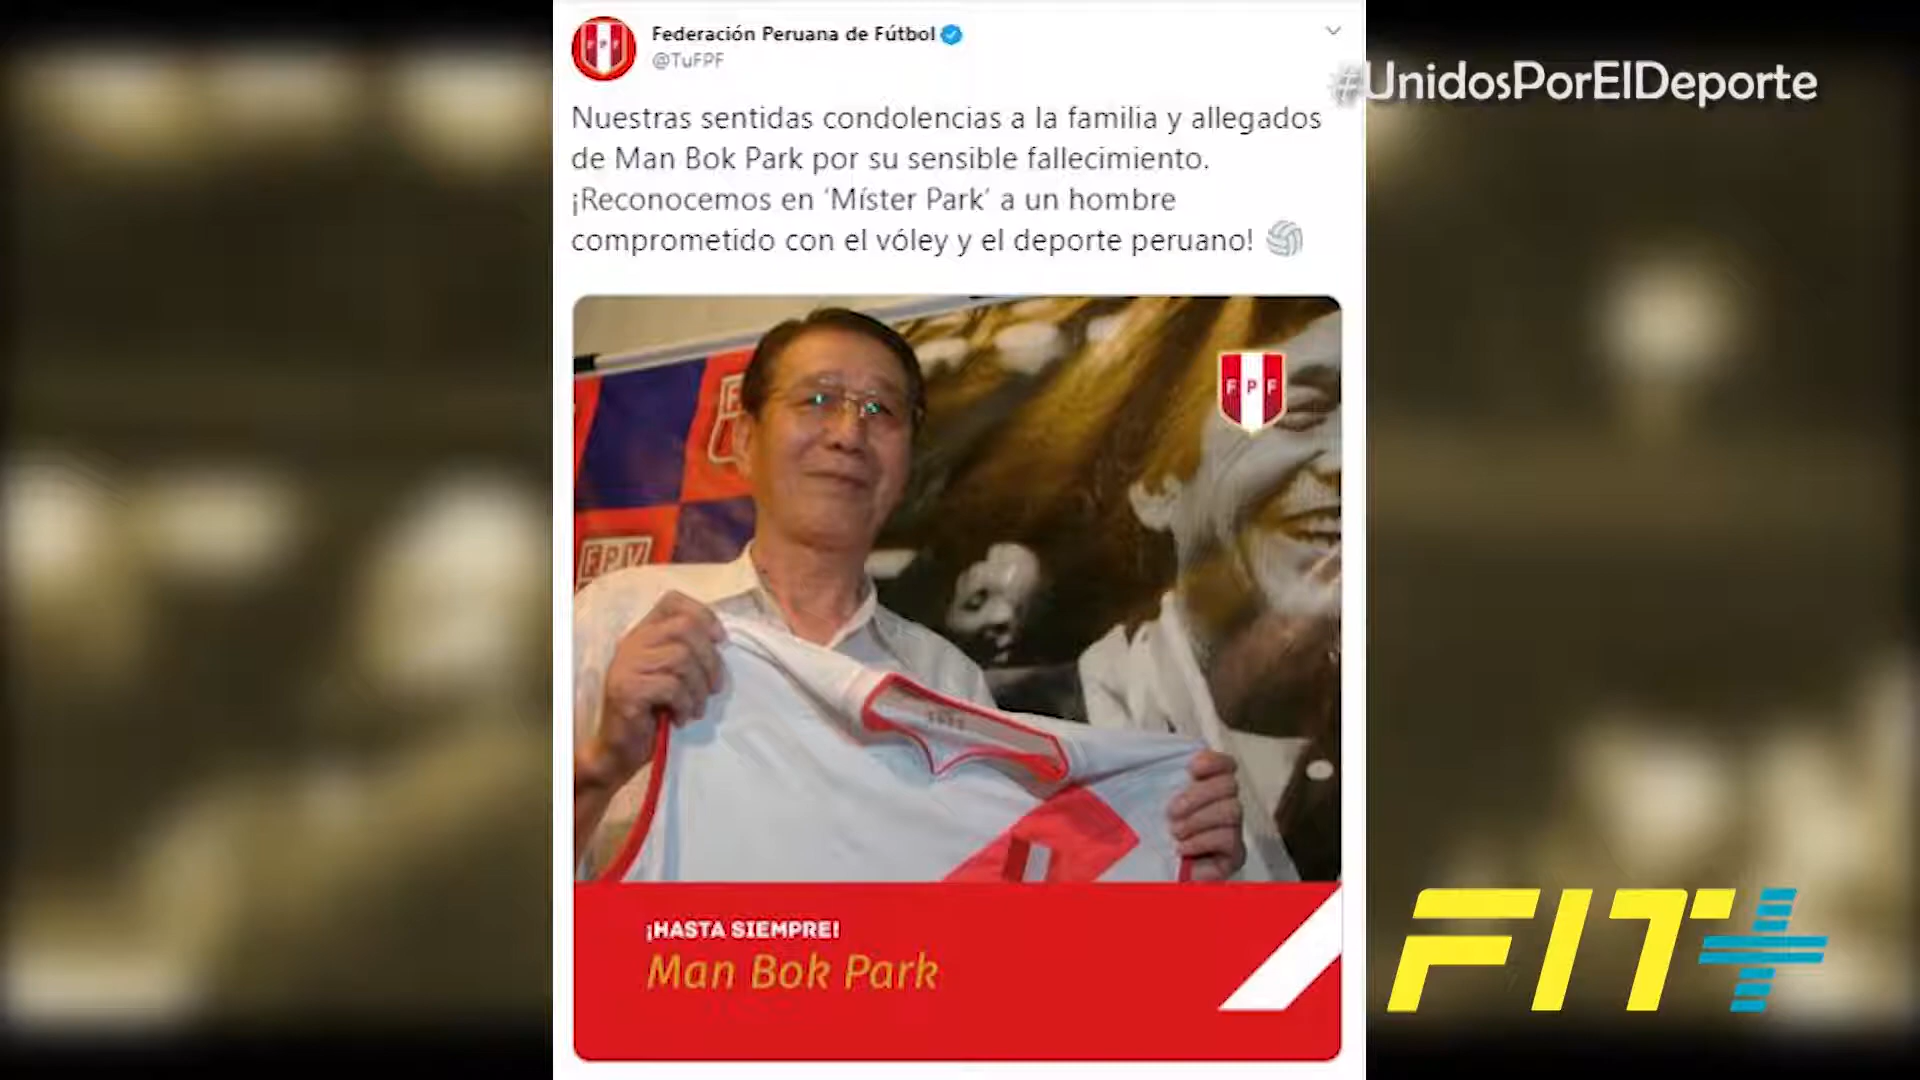 Federación Peruana de Fútbol
@TuFPF
#UnidosPorElDeporte
Nuestras sentidas condolencias a la familia y allegados
de Man Bok Park por su sensible fallecimiento.
¡Reconocemos en ‘Míster Park’ a un hombre
comprometido con el vóley y el deporte peruano!
FPF
FPV
¡HASTA SIEMPRE!
Man Bok Park
FIT+